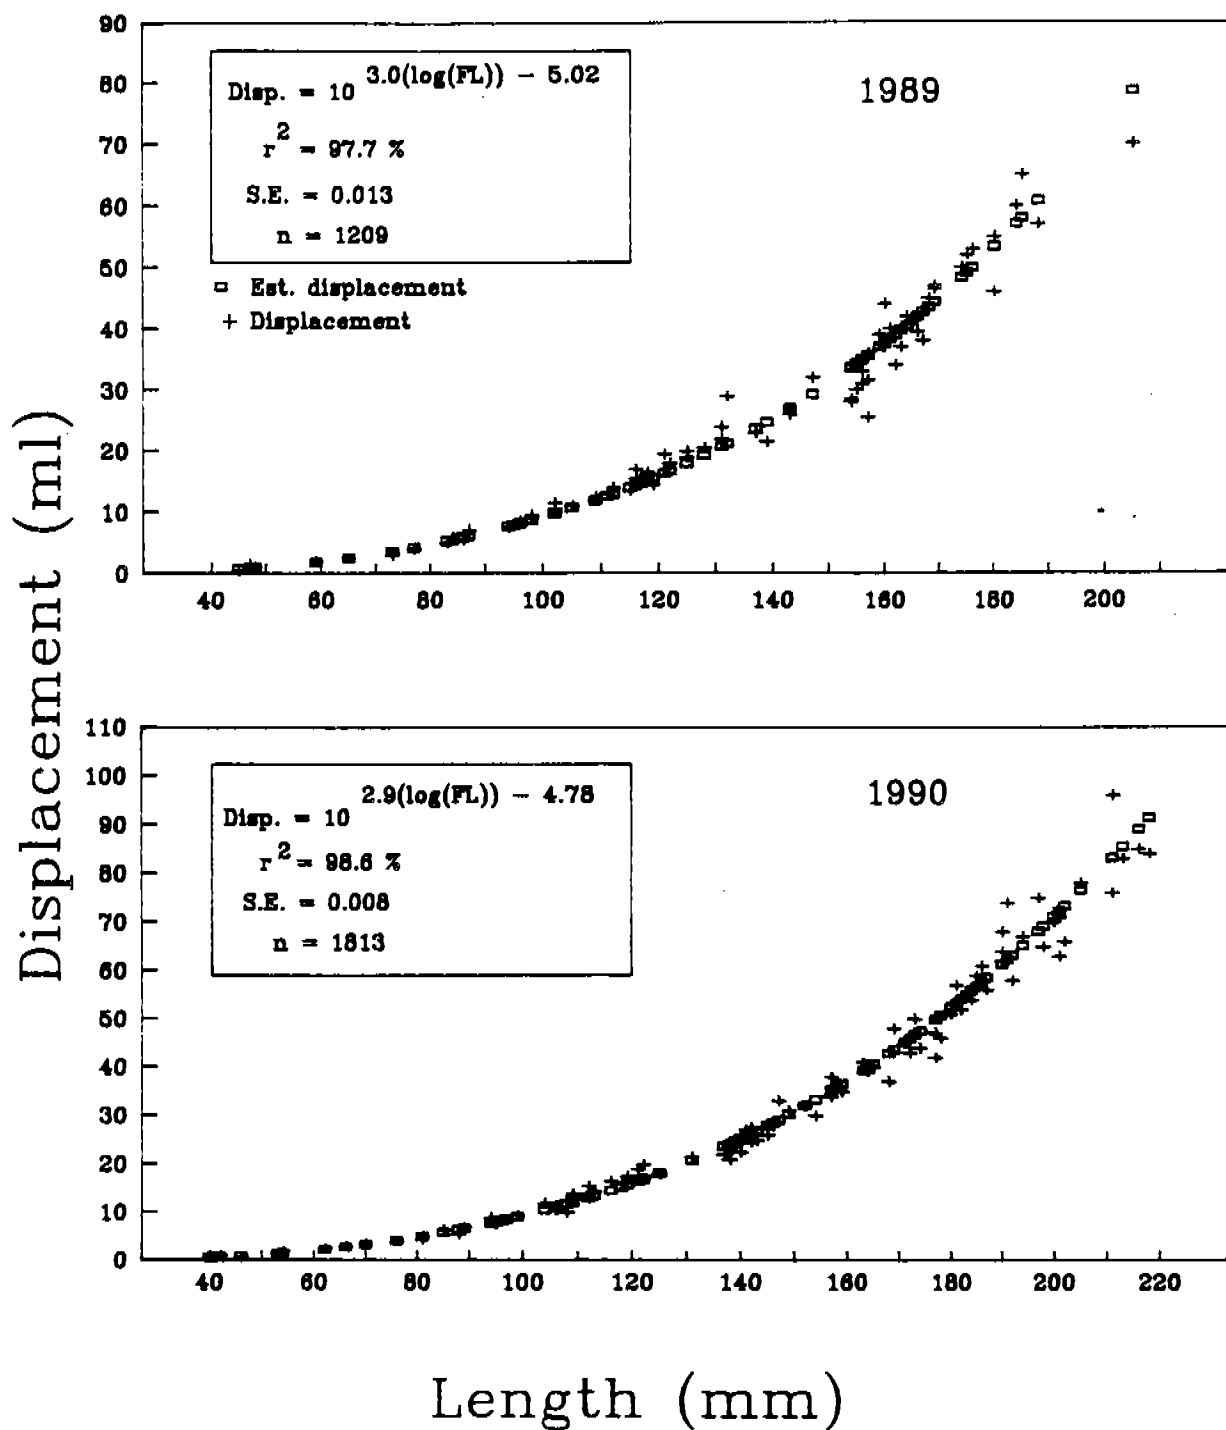 Displacement (ml)
90
80
70
60
50
40
30
20
10
0
3.0(log(FL)) - 5.02
Disp. = 10
r2 = 97.7 %
S.E. = 0.013
n = 1209
Est. displacement
+ Displacement
1989
40 60 80 100 120 140 160 180 200
110
100
90
80
70
60
50
40
30
20
10
0
2.9(log(FL)) - 4.78
Disp. = 10
r2 = 98.6 %
S.E. = 0.008
n = 1813
1990
40 60 80 100 120 140 160 180 200 220
Length (mm)